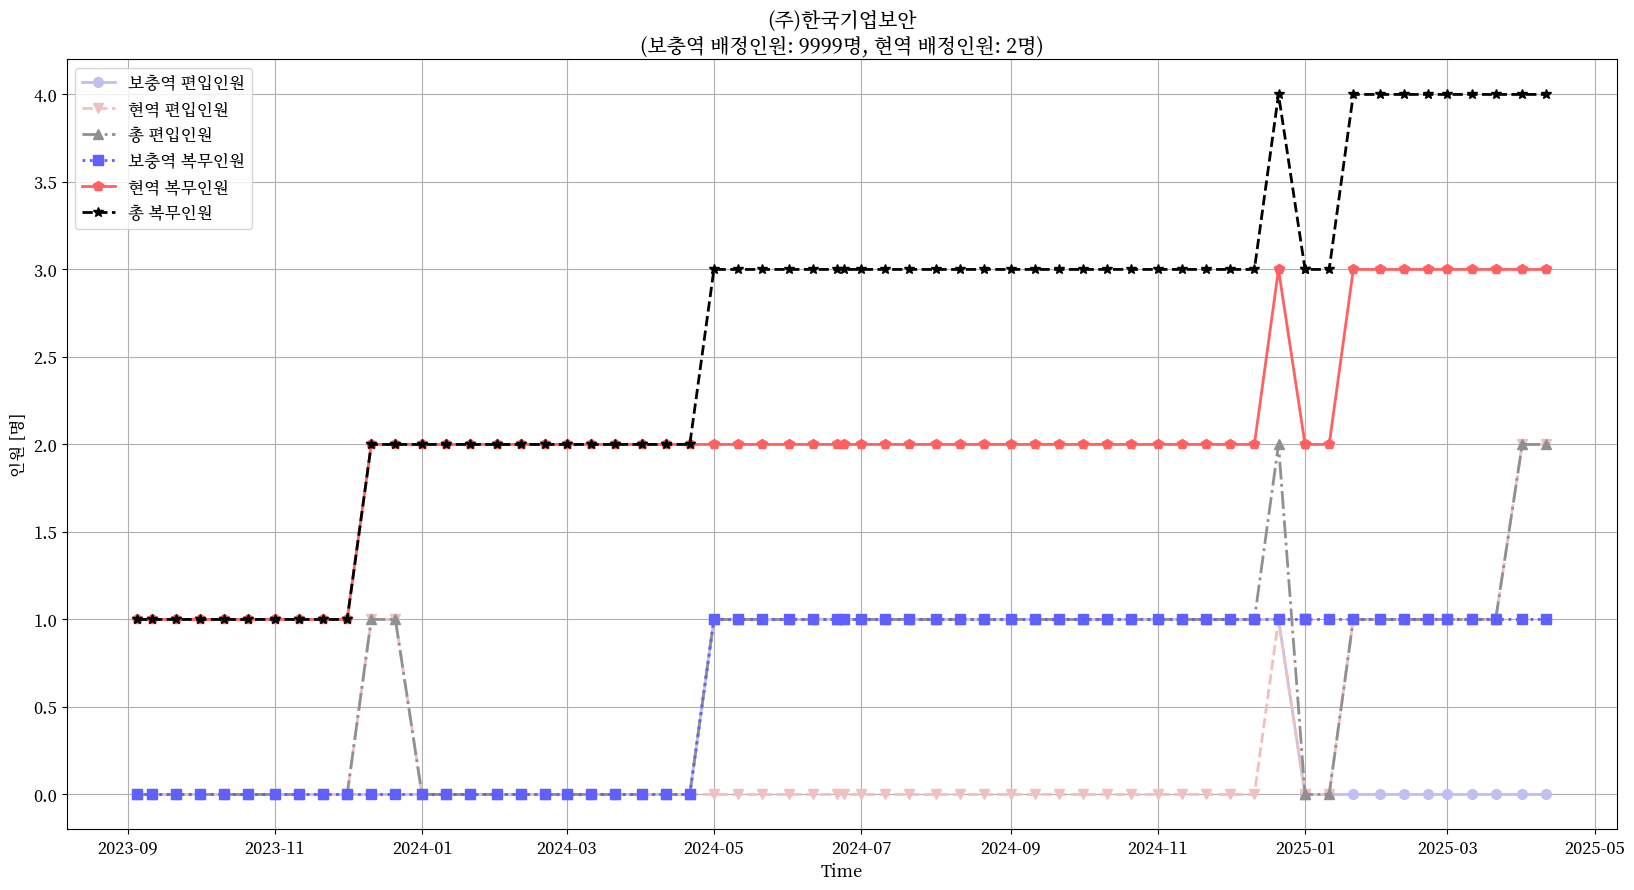 (주)한국기업보안
(보충역 배정인원: 9999명, 현역 배정인원: 2명)
보충역 편입인원
현역 편입인원
총 편입인원
보충역 복무인원
현역 복무인원
총 복무인원
4.0
3.5
3.0
2.5
2.0
1.5
1.0
0.5
0.0
인원 [명]
2023-09 2023-11 2024-01 2024-03 2024-05 2024-07 2024-09 2024-11 2025-01 2025-03 2025-05
Time